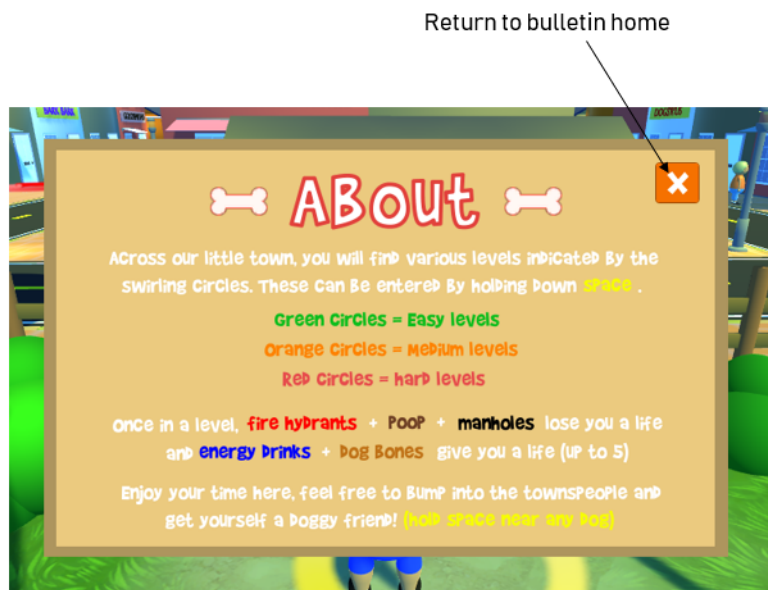 Return to bulletin home
About
Across our little town, you will find various levels indicated by the
swirling circles. These can be entered by holding down space .
Green circles = Easy levels
Orange circles = Medium levels
Red circles = hard levels
Once in a level, fire hydrants + Poop + manholes lose you a life
and energy drinks + Dog Bones give you a life (up to 5)
Enjoy your time here, feel free to bump into the townspeople and
get yourself a doggy friend! (hold space near any dog)